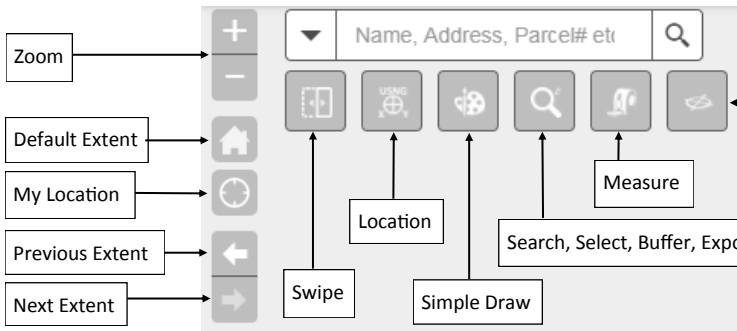 Name, Address, Parcel# etc
Zoom
USNG
X Y
Default Extent
My Location
Measure
Location
Previous Extent
Search, Select, Buffer, Expo
Swipe
Simple Draw
Next Extent